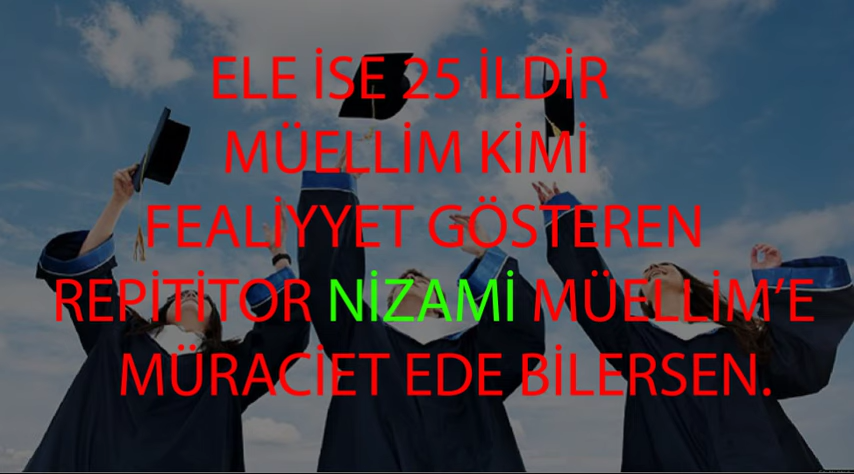 ELE İSE 25 İLDİR
MÜELLİM KİMİ
FEALİYYET GÖSTEREN
REPİTİTOR NİZAMİ MÜELLİM’E
MÜRACİET EDE BİLERSEN.